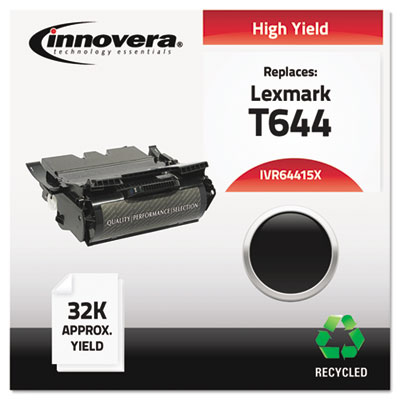 innovera
technology essentials
High Yield
Replaces:
Lexmark
T644
IVR64415X
QUALITY | PERFORMANCE | SELECTION
32K
APPROX.
YIELD
RECYCLED